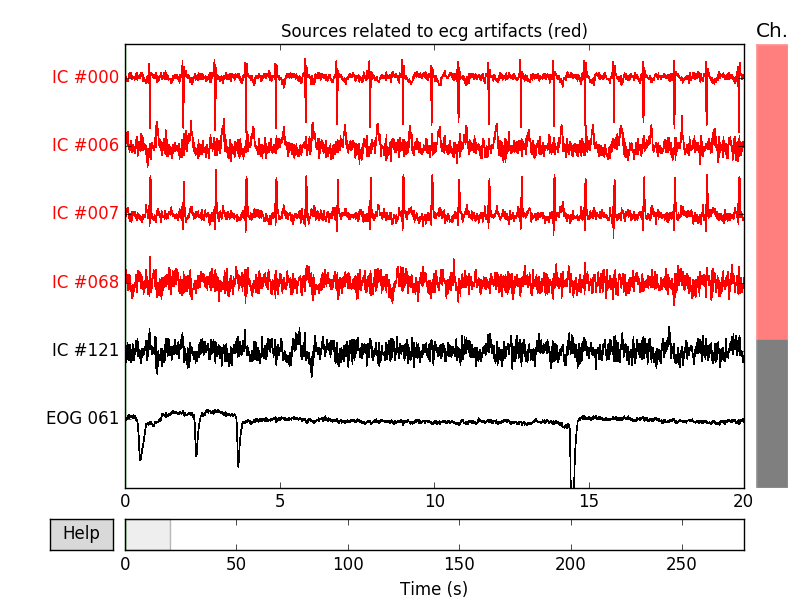 Sources related to ecg artifacts (red)
Ch.
IC #000
IC #006
IC #007
IC #068
IC #121
EOG 061
0 5 10 15 20
Help
0 50 100 150 200 250
Time (s)